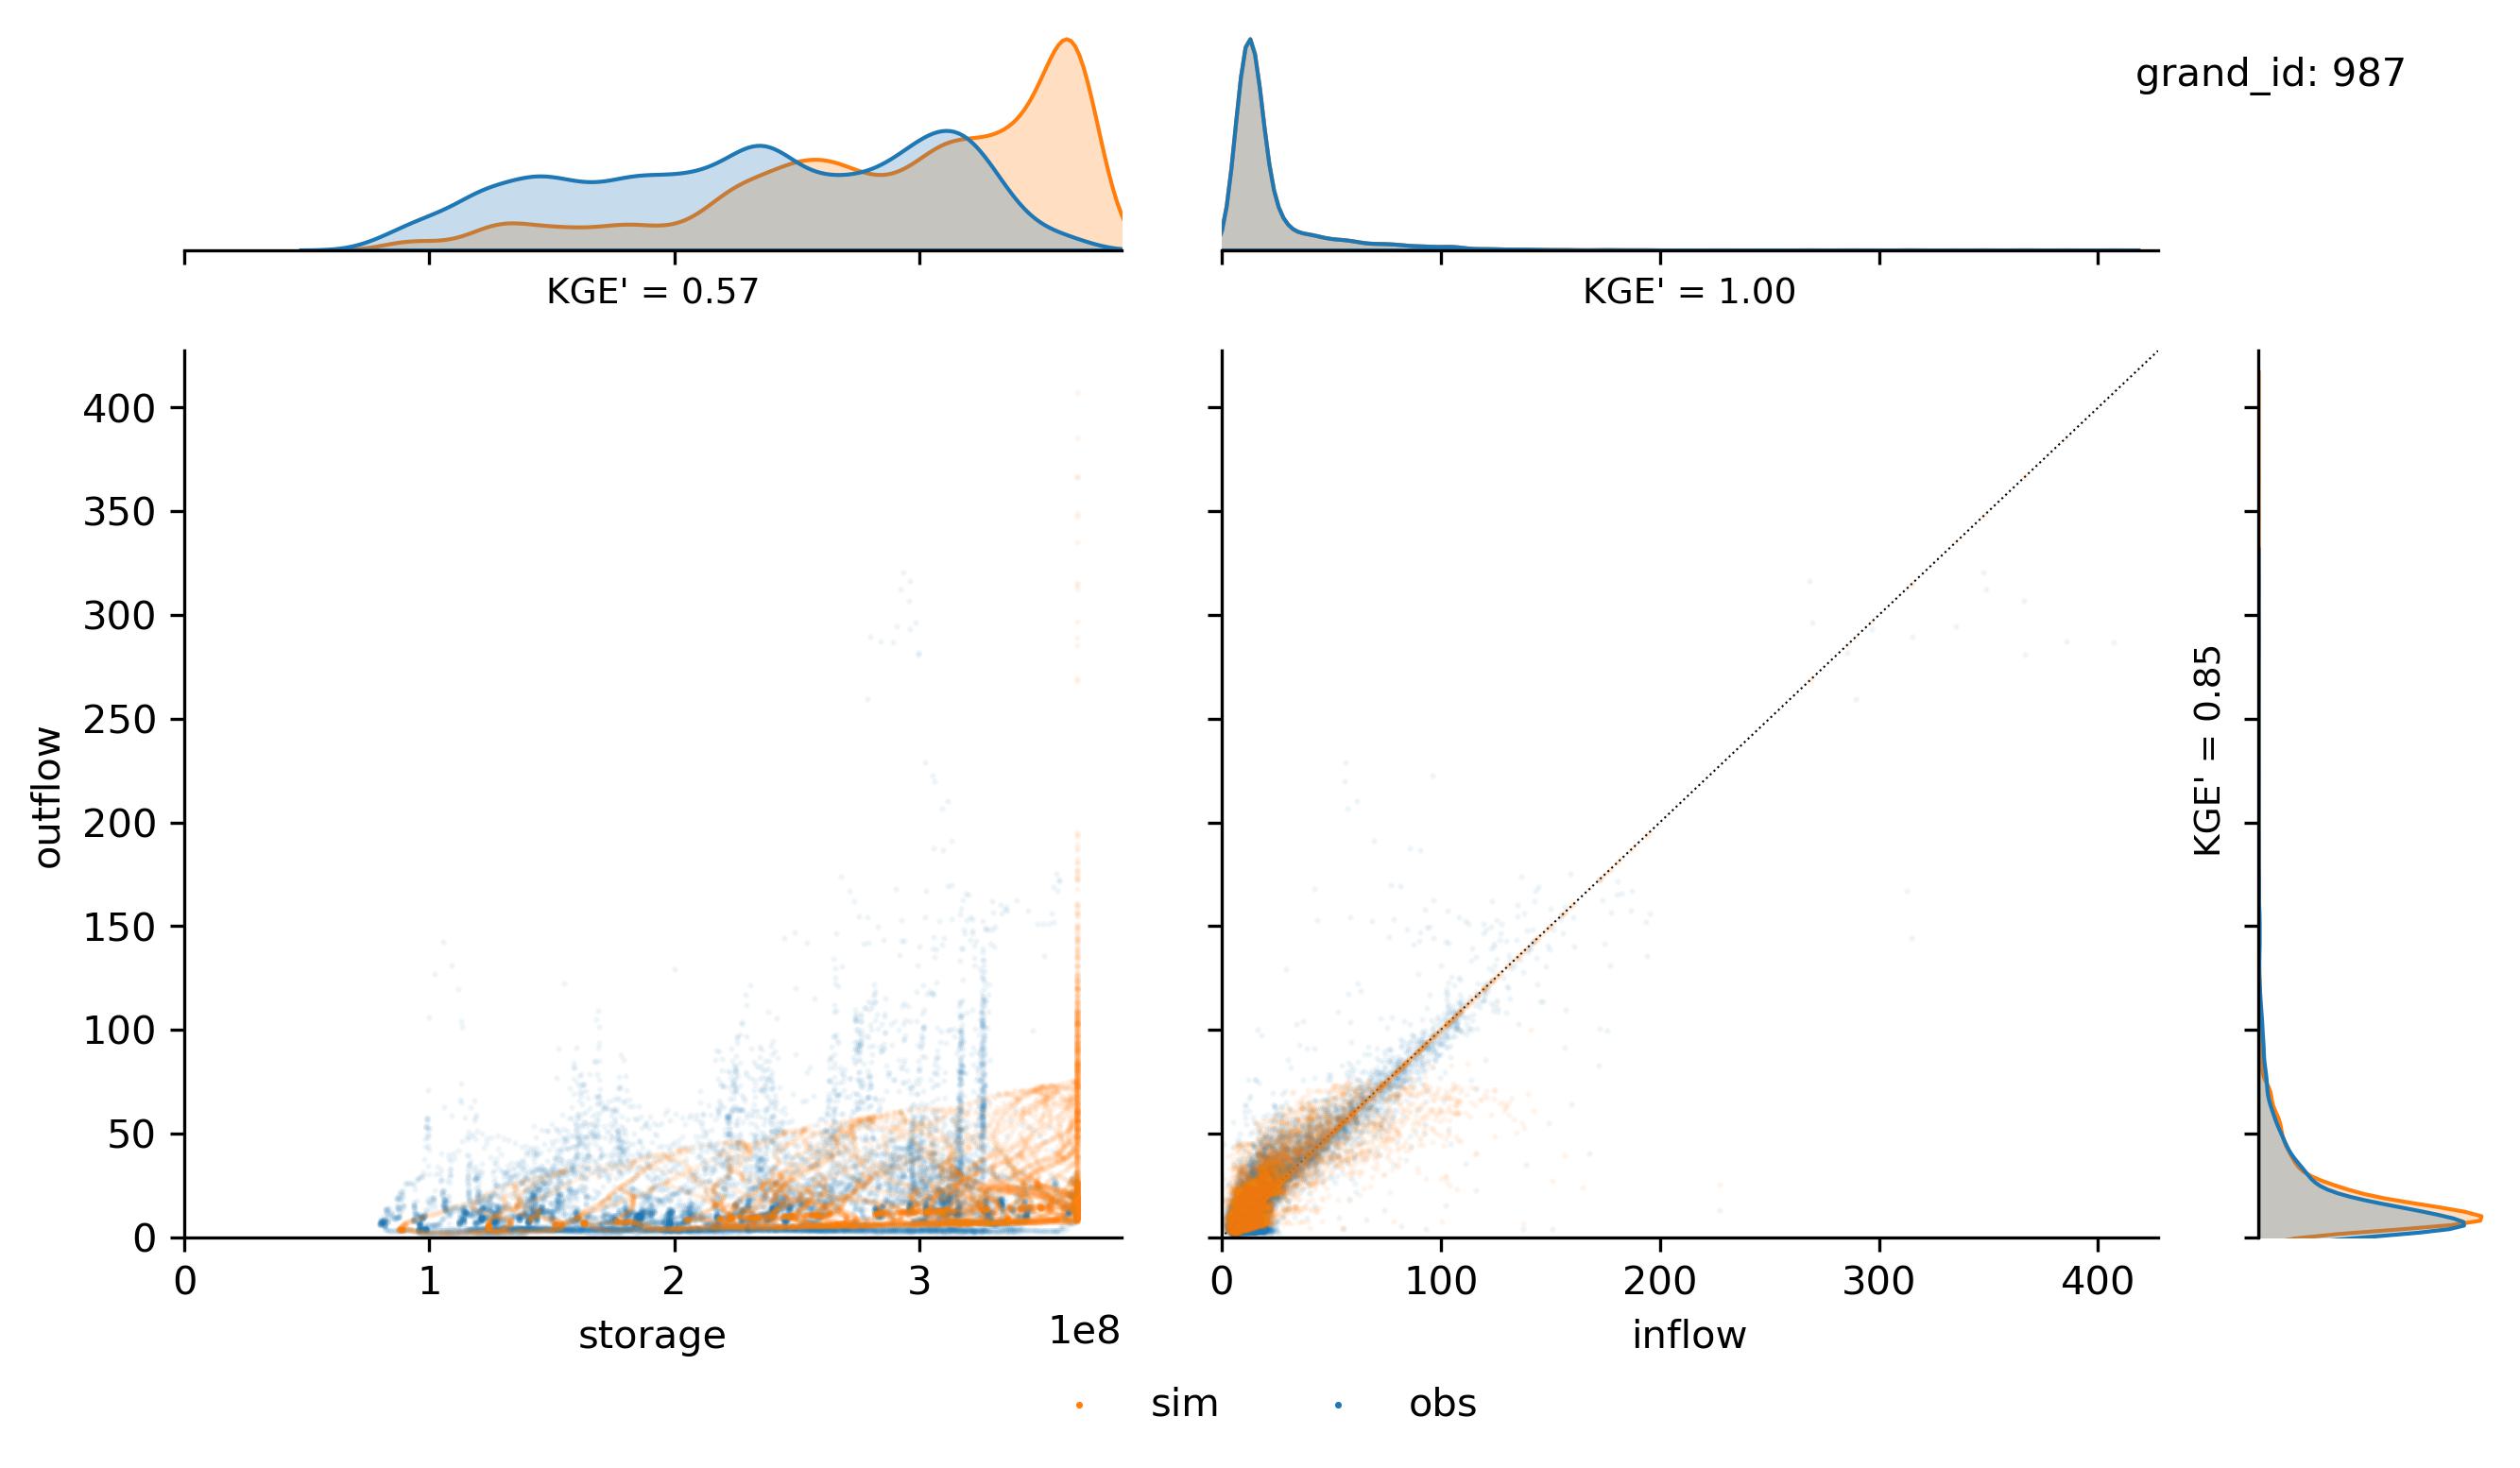 grand_id: 987
KGE' = 0.57
KGE' = 1.00
outflow
400
350
300
250
200
150
100
50
0
KGE' = 0.85
0 1 2 3
1e8
storage
0 100 200 300 400
inflow
sim obs